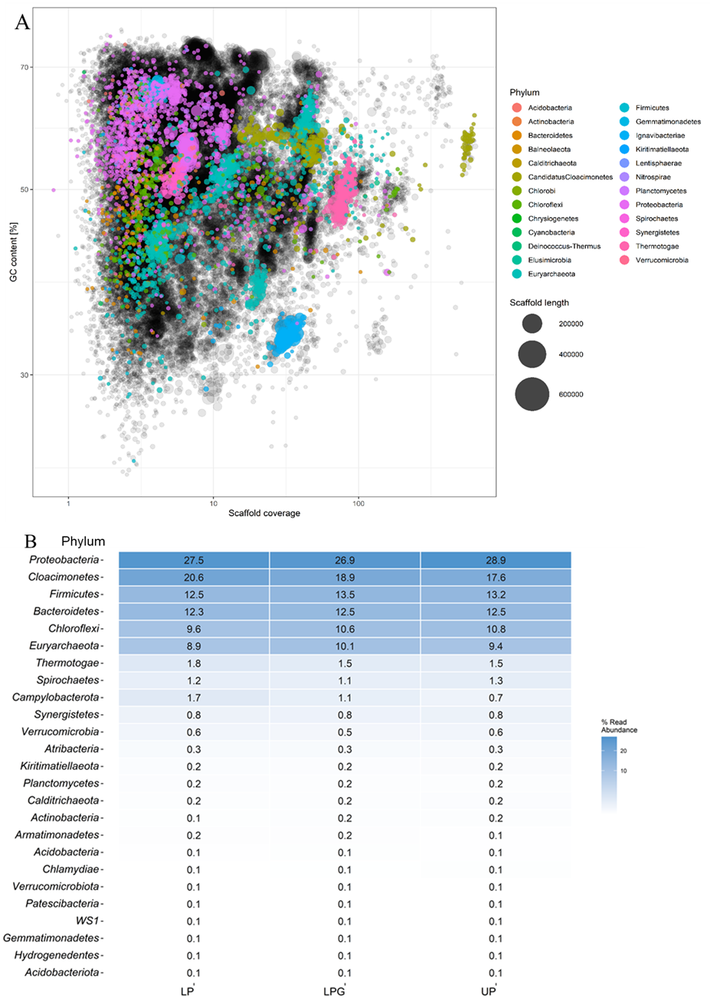 A
70
50
30
GC content [%]
1
10
100
Scaffold coverage
Phylum
Acidobacteria
Actinobacteria
Bacteroidetes
Balneolaeota
Calditrichaeota
CandidatusCloacimonetes
Chlorobi
Chloroflexi
Chrysiogenetes
Cyanobacteria
Deinococcus-Thermus
Elusimicrobia
Euryarchaeota
Firmicutes
Gemmatimonadetes
Ignavibacteriae
Kiritimatiellaeota
Lentisphaerae
Nitrospirae
Planctomycetes
Proteobacteria
Spirochaetes
Synergistetes
Thermotogae
Verrucomicrobia
Scaffold length
200000
400000
600000
B Phylum
Proteobacteria- 27.5 26.9 28.9
Cloacimonetes- 20.6 18.9 17.6
Firmicutes- 12.5 13.5 13.2
Bacteroidetes- 12.3 12.5 12.5
Chloroflexi- 9.6 10.6 10.8
Euryarchaeota- 8.9 10.1 9.4
Thermotogae- 1.8 1.5 1.5
Spirochaetes- 1.2 1.1 1.3
Campylobacterota- 1.7 1.1 0.7
Synergistetes- 0.8 0.8 0.8
Verrucomicrobia- 0.6 0.5 0.6
Atribacteria- 0.3 0.3 0.3
Kiritimatiellaeota- 0.2 0.2 0.2
Planctomycetes- 0.2 0.2 0.2
Calditrichaeota- 0.2 0.2 0.2
Actinobacteria- 0.1 0.2 0.2
Armatimonadetes- 0.2 0.2 0.1
Acidobacteria- 0.1 0.1 0.1
Chlamydiae- 0.1 0.1 0.1
Verrucomicrobiota- 0.1 0.1 0.1
Patescibacteria- 0.1 0.1 0.1
WS1- 0.1 0.1 0.1
Gemmatimonadetes- 0.1 0.1 0.1
Hydrogenedentes- 0.1 0.1 0.1
Acidobacteriota- 0.1 0.1 0.1
LP LPG UP
% Read
Abundance
20
10